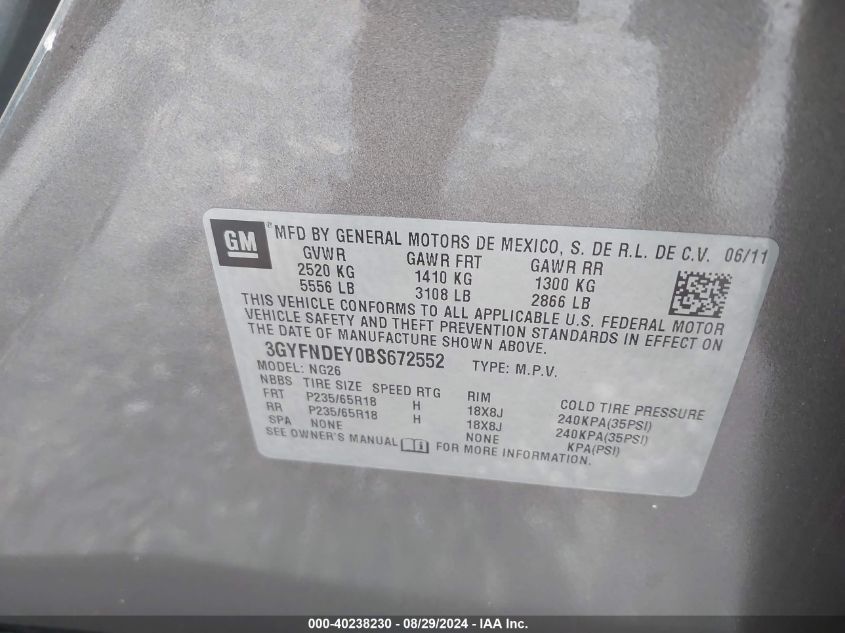 GM ® MFD BY GENERAL MOTORS DE MEXICO, S. DE R.L. DE C.V. 06/11
GVWR GAWR FRT GAWR RR
2520 KG 1410 KG 1300 KG
5556 LB 3108 LB 2866 LB
THIS VEHICLE CONFORMS TO ALL APPLICABLE U.S. FEDERAL MOTOR
VEHICLE SAFETY AND THEFT PREVENTION STANDARDS IN EFFECT ON
THE DATE OF MANUFACTURE SHOWN ABOVE.
3GYFNDEY0BS672552 TYPE: M.P.V.
MODEL: NG26
NBBS TIRE SIZE SPEED RTG RIM COLD TIRE PRESSURE
FRT P235/65R18 H 18X8J 240KPA(35PSI)
RR P235/65R18 H 18X8J 240KPA(35PSI)
SPA NONE NONE KPA(PSI)
SEE OWNER'S MANUAL i FOR MORE INFORMATION.
000-40238230 - 08/29/2024 - IAA Inc.